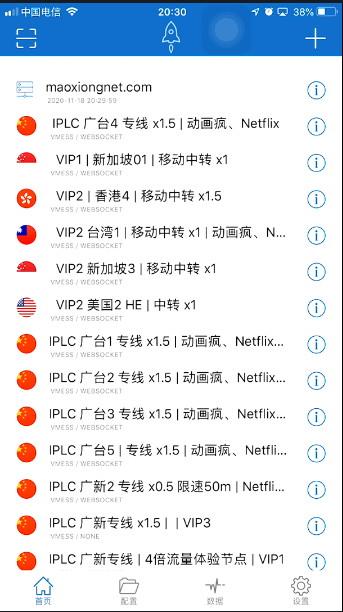 中国电信 20:30 38%
maoxiongnet.com
2020-11-18 20:29:59
IPLC 广台4 专线 x1.5 | 动画疯、Netflix
VMESS / WEBSOCKET
VIP1 | 新加坡01 | 移动中转 x1
VMESS / WEBSOCKET
VIP2 | 香港4 | 移动中转 x1.5
VMESS / WEBSOCKET
VIP2 台湾1 | 移动中转 x1 | 动画疯、N...
VMESS / WEBSOCKET
VIP2 新加坡3 | 移动中转 x1
VMESS / WEBSOCKET
VIP2 美国2 HE | 中转 x1
VMESS / WEBSOCKET
IPLC 广台1 专线 x1.5 | 动画疯、Netflix...
VMESS / WEBSOCKET
IPLC 广台2 专线 x1.5 | 动画疯、Netflix...
VMESS / WEBSOCKET
IPLC 广台3 专线 x1.5 | 动画疯、Netflix...
VMESS / WEBSOCKET
IPLC 广台5 | 专线 x1.5 | 动画疯、Netfli...
VMESS / WEBSOCKET
IPLC 广新2 专线 x0.5 限速50m | Netfli...
VMESS / WEBSOCKET
IPLC 广新专线 x1.5 | | VIP3
VMESS / NONE
IPLC 广新专线 | 4倍流量体验节点 | VIP1
首页 配置 数据 设置